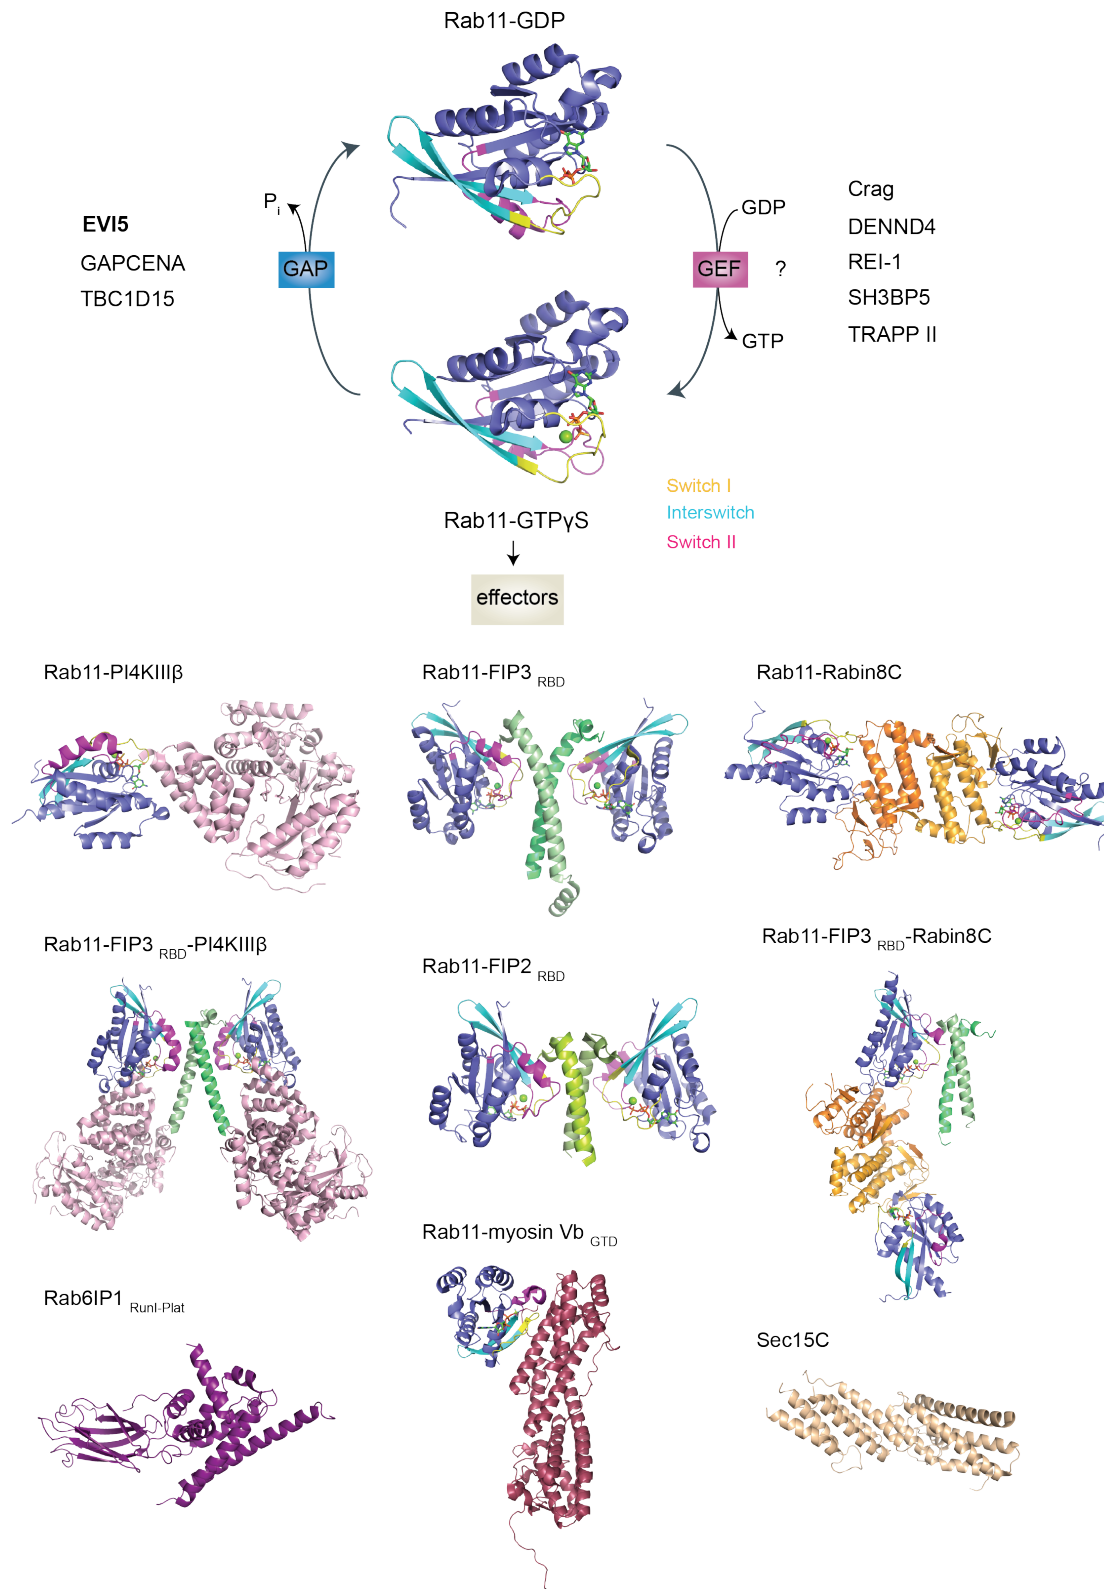 Rab11-GDP
Pi
GDP
Crag
EVI5
DENND4
GAPCENA
GAP
GEF
?
REI-1
TBC1D15
SH3BP5
GTP
TRAPP II
Switch I
Interswitch
Switch II
Rab11-GTPγS
effectors
Rab11-PI4KIIIβ
Rab11-FIP3 RBD
Rab11-Rabin8C
Rab11-FIP3 RBD-PI4KIIIβ
Rab11-FIP2 RBD
Rab11-FIP3 RBD-Rabin8C
Rab11-myosin Vb GTD
Rab6IP1 RunI-Plat
Sec15C